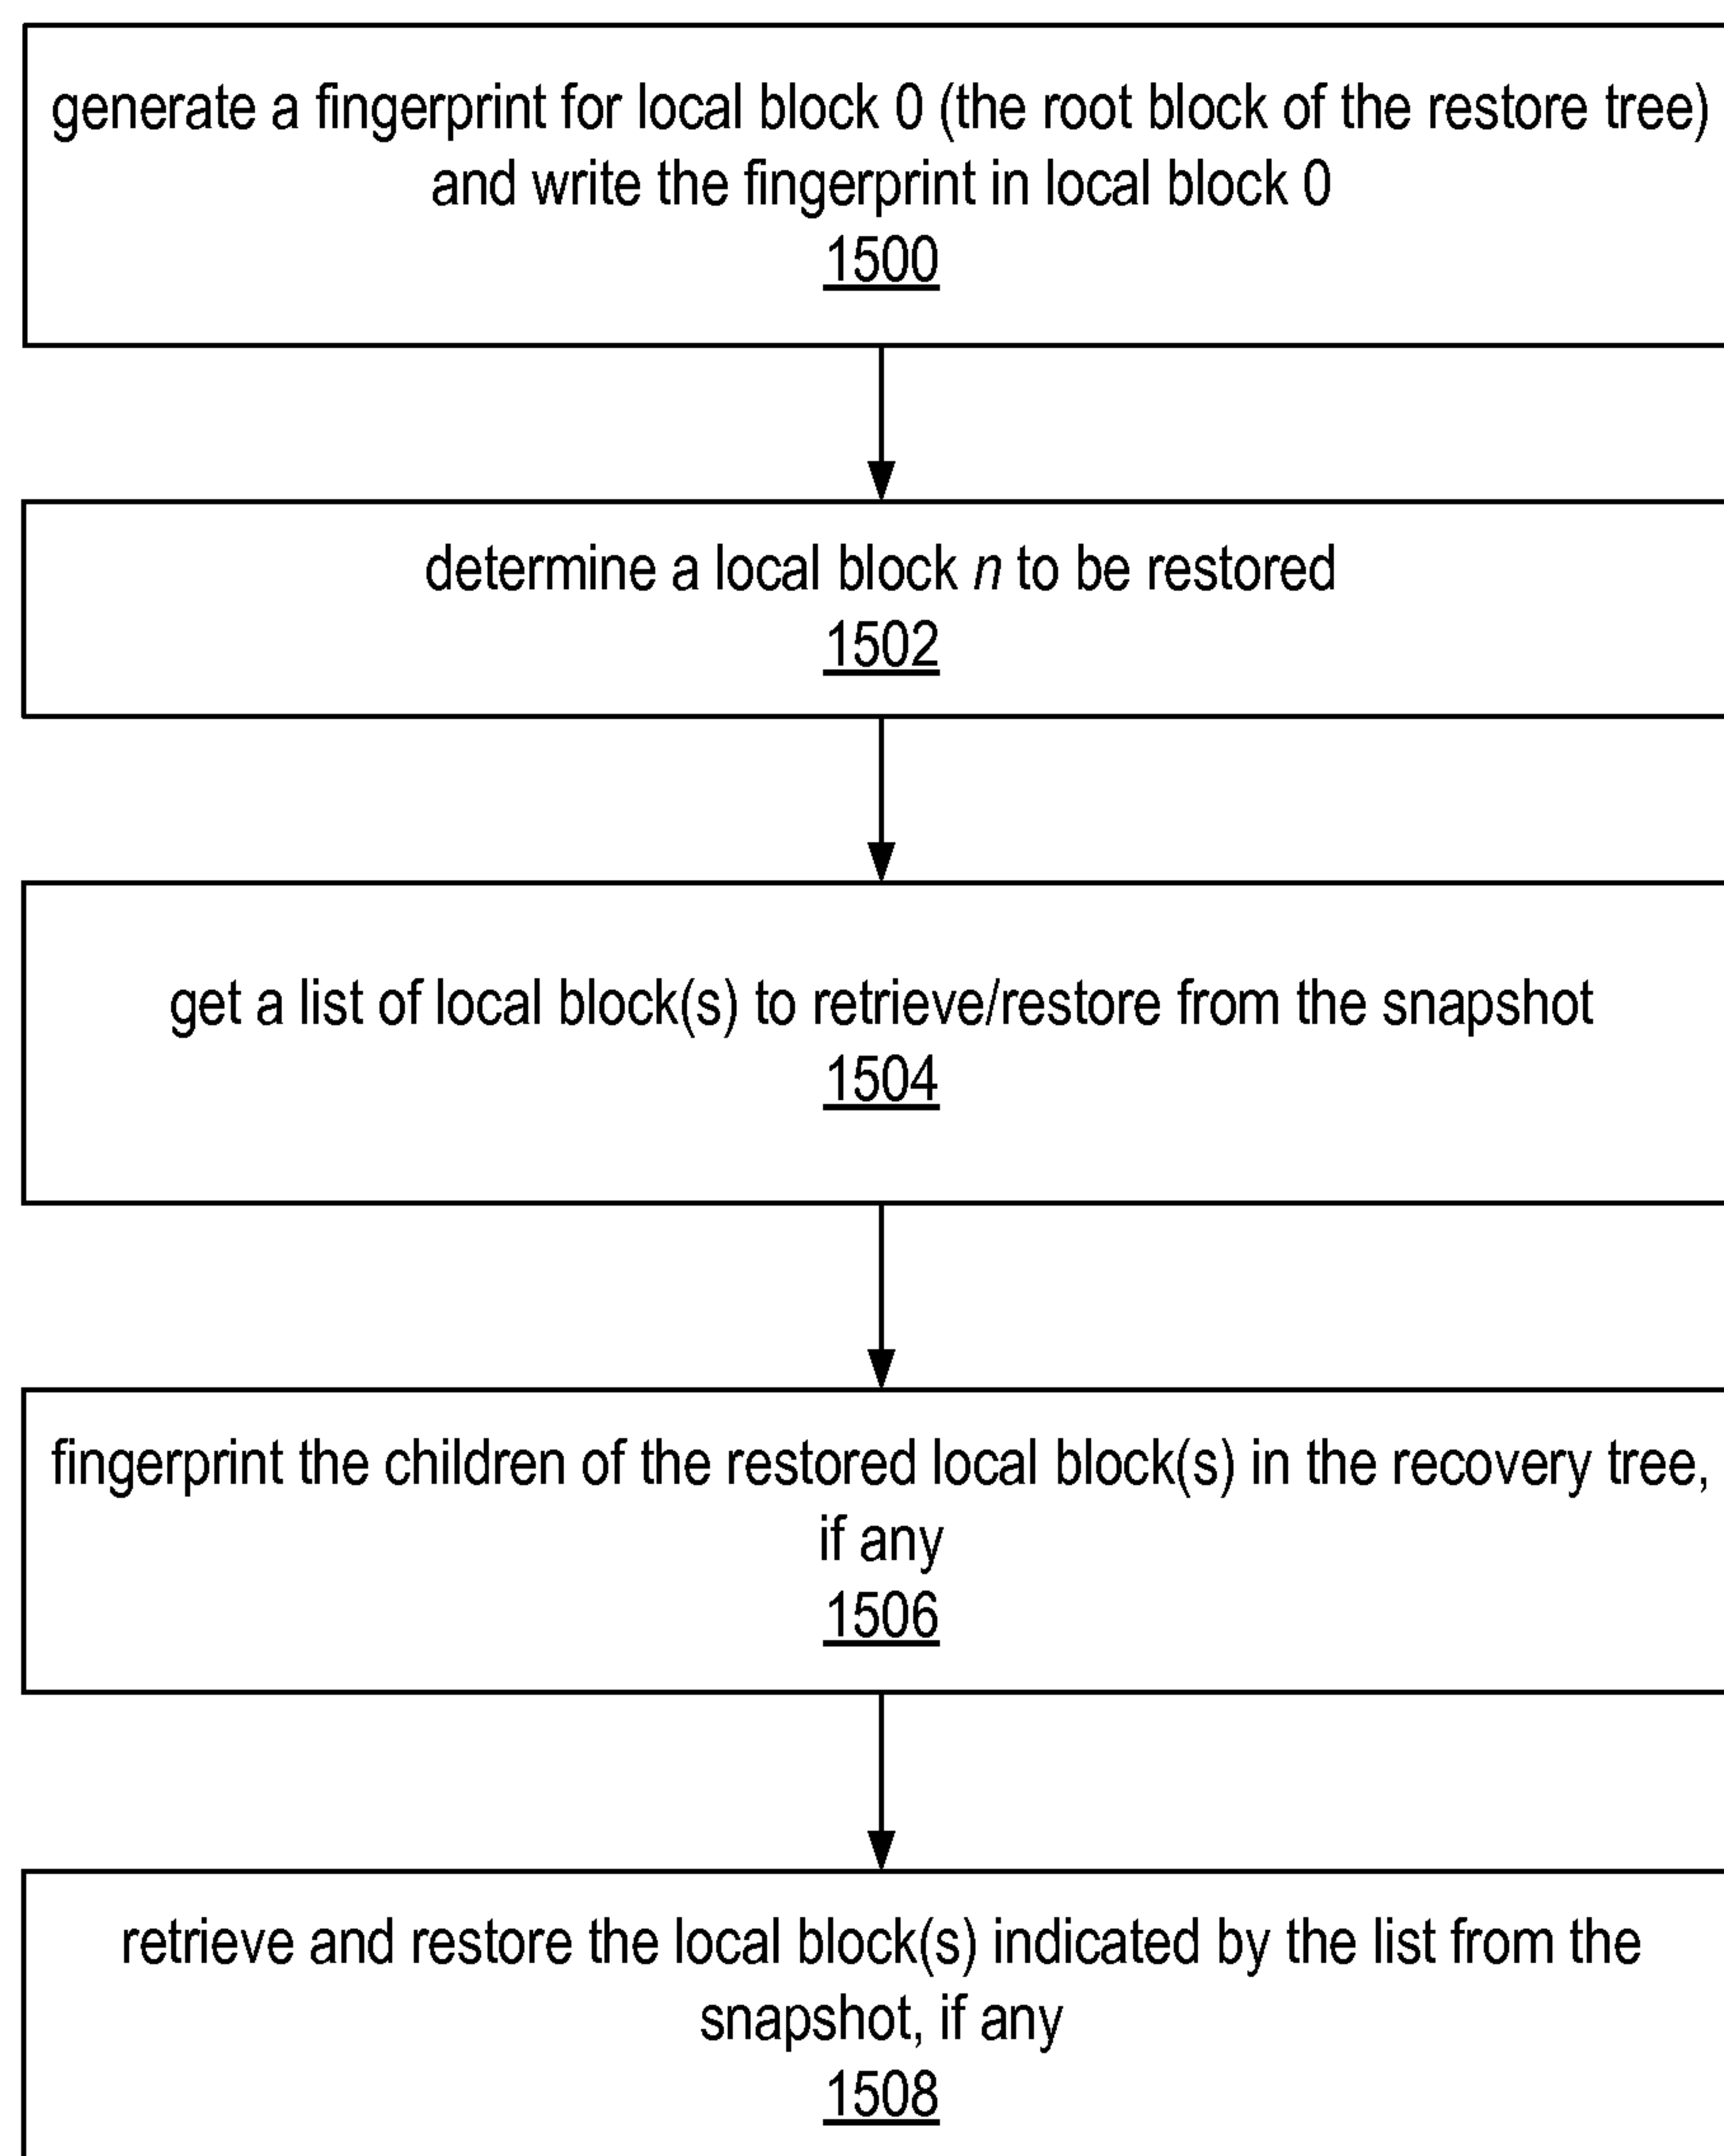 generate a fingerprint for local block 0 (the root block of the restore tree)
and write the fingerprint in local block 0
1500
determine a local block n to be restored
1502
get a list of local block(s) to retrieve/restore from the snapshot
1504
fingerprint the children of the restored local block(s) in the recovery tree,
if any
1506
retrieve and restore the local block(s) indicated by the list from the
snapshot, if any
1508